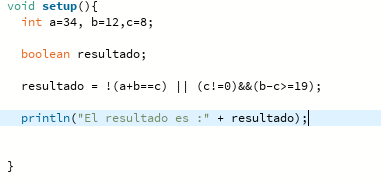 void setup(){
int a=34, b=12,c=8;
boolean resultado;
resultado = !(a+b==c) || (c!=0)&&(b-c>=19);
println("El resultado es :" + resultado);
}